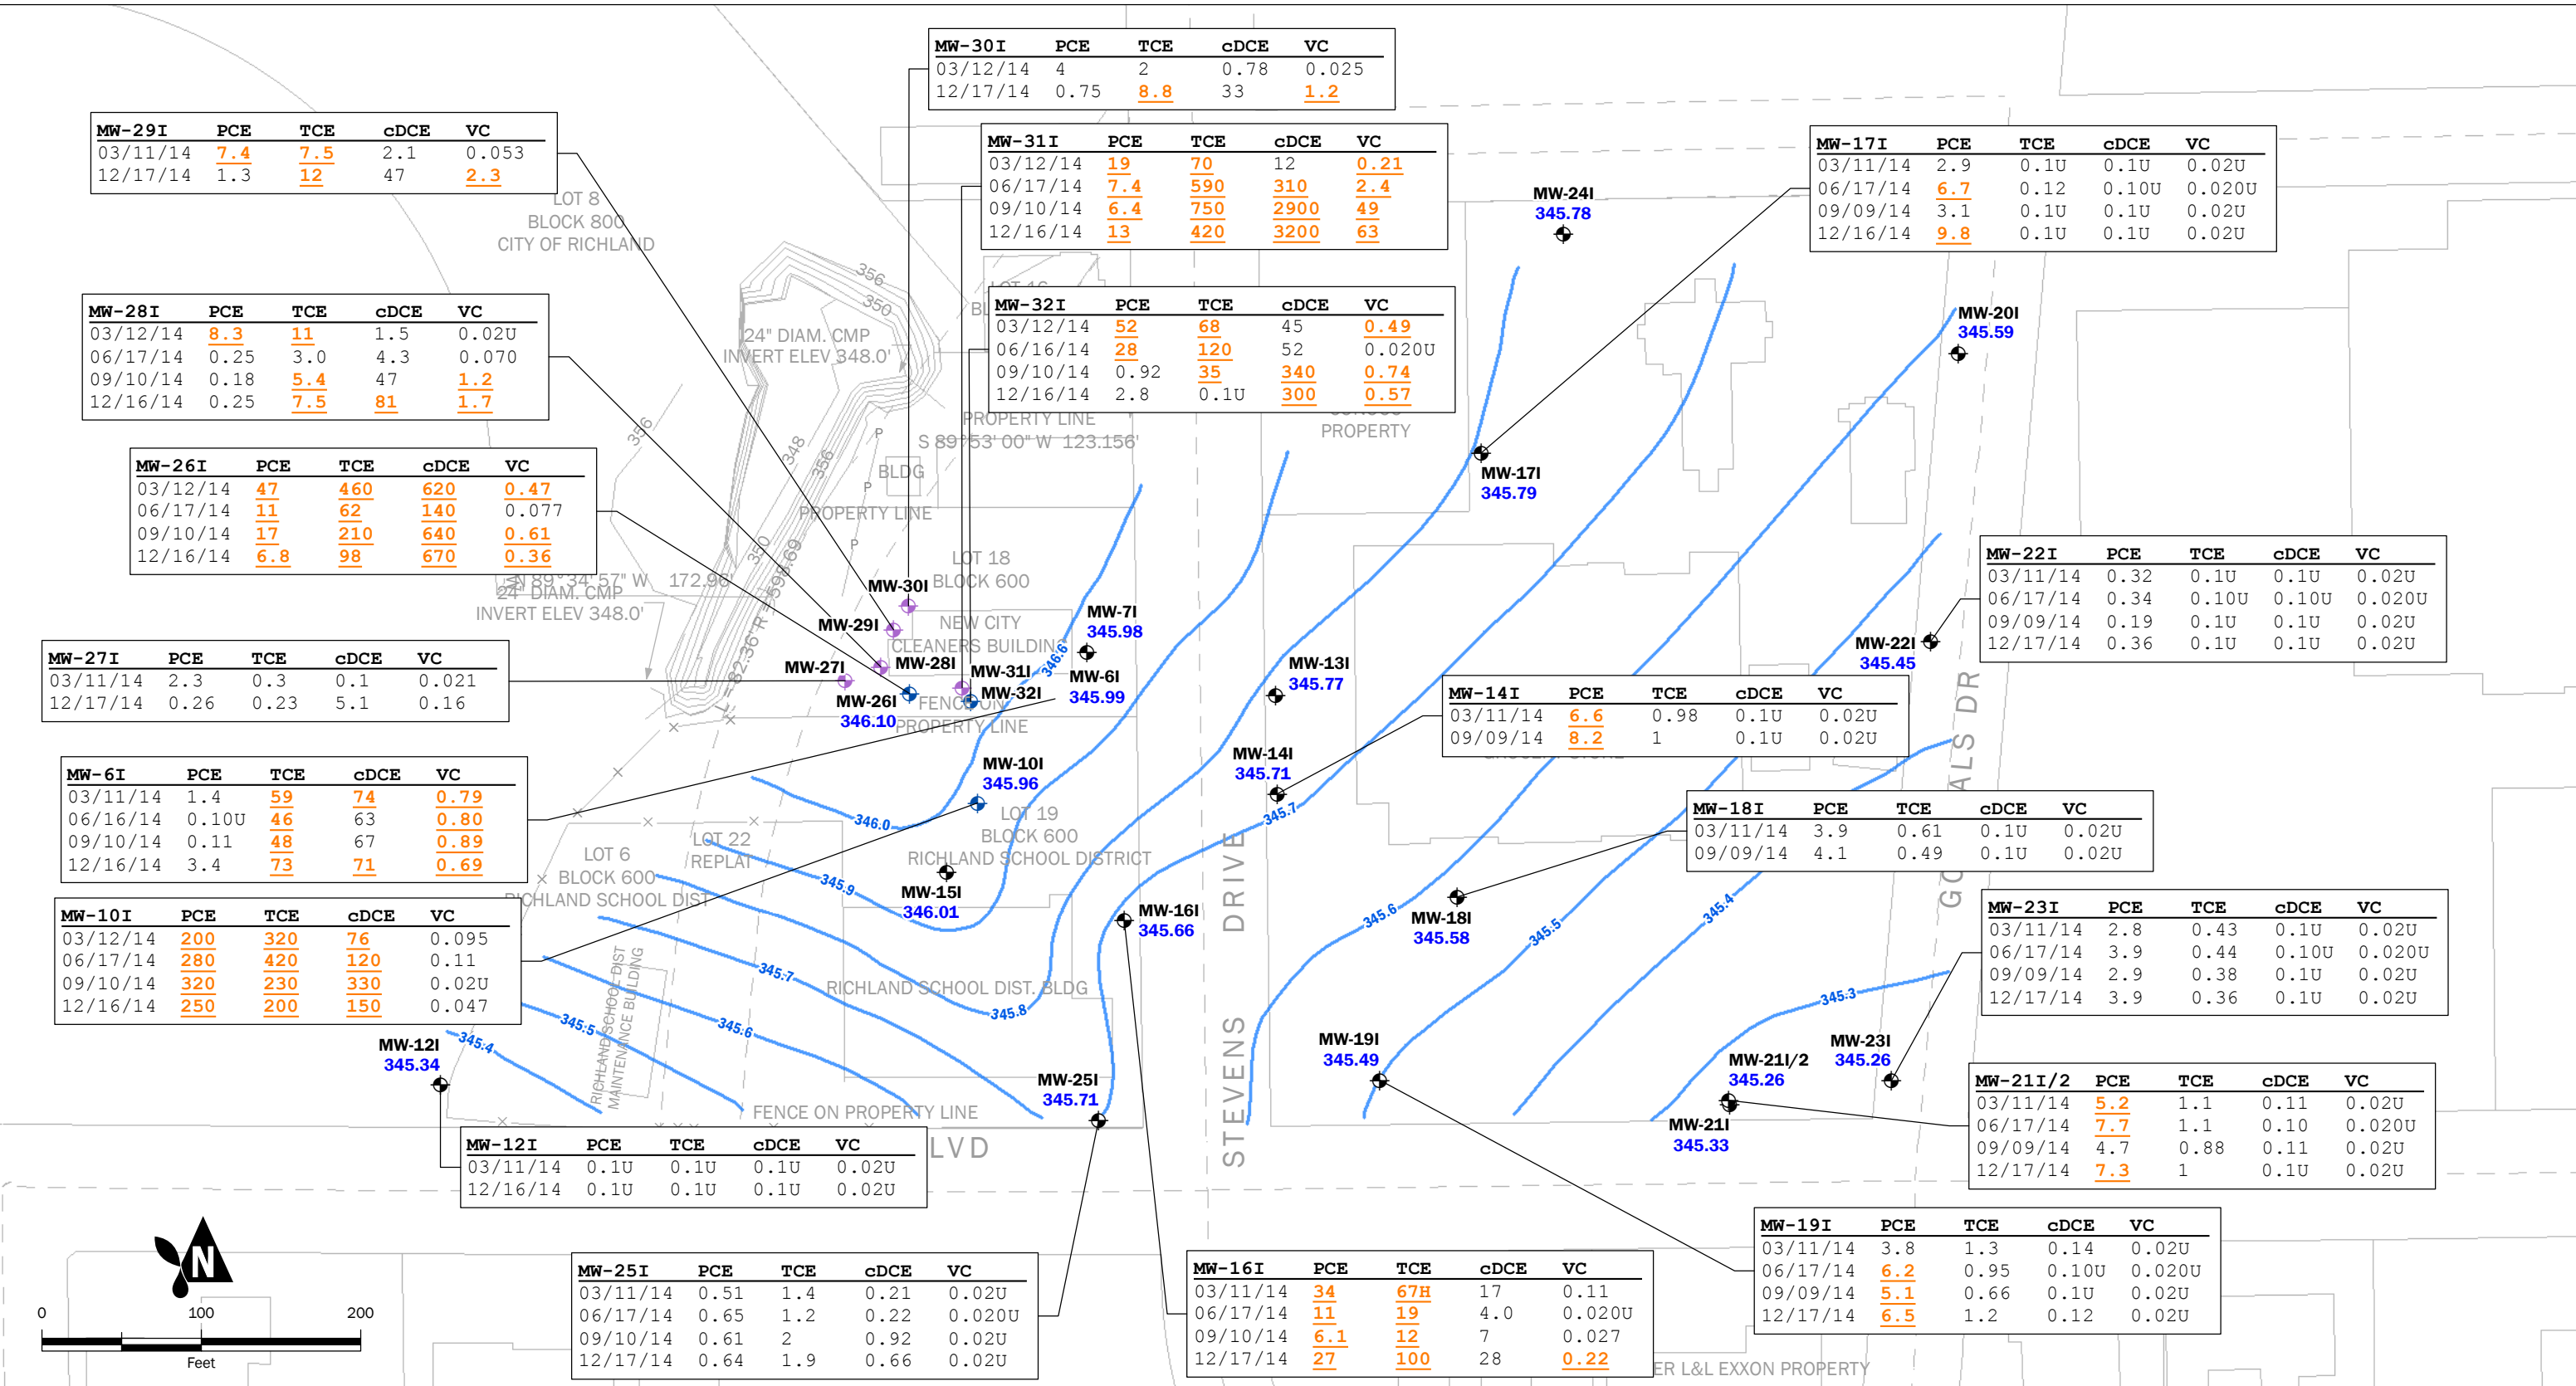 MW-30I PCE TCE cDCE VC
03/12/14 4 2 0.78 0.025
12/17/14 0.75 8.8 33 1.2
MW-29I PCE TCE cDCE VC
03/11/14 7.4 7.5 2.1 0.053
12/17/14 1.3 12 47 2.3
MW-31I PCE TCE cDCE VC
03/12/14 19 70 12 0.21
06/17/14 7.4 590 310 2.4
09/10/14 6.4 750 2900 49
12/16/14 13 420 3200 63
MW-17I PCE TCE cDCE VC
03/11/14 2.9 0.1U 0.1U 0.02U
06/17/14 6.7 0.12 0.10U 0.020U
09/09/14 3.1 0.1U 0.1U 0.02U
12/16/14 9.8 0.1U 0.1U 0.02U
MW-24I
345.78
LOT 8
BLOCK 800
CITY OF RICHLAND
356
350
24" DIAM. CMP
INVERT ELEV 348.0'
MW-28I PCE TCE cDCE VC
03/12/14 8.3 11 1.5 0.02U
06/17/14 0.25 3.0 4.3 0.070
09/10/14 0.18 5.4 47 1.2
12/16/14 0.25 7.5 81 1.7
MW-32I PCE TCE cDCE VC
03/12/14 52 68 45 0.49
06/16/14 28 120 52 0.020U
09/10/14 0.92 35 340 0.74
12/16/14 2.8 0.1U 300 0.57
MW-20I
345.59
PROPERTY LINE
S 89°53' 00" W 123.156'
PROPERTY
356
348
356
P
BLDG
P
PROPERTY LINE
P
MW-17I
345.79
MW-26I PCE TCE cDCE VC
03/12/14 47 460 620 0.47
06/17/14 11 62 140 0.077
09/10/14 17 210 640 0.61
12/16/14 6.8 98 670 0.36
350
N 89°34' 57" W 172.96'
24" DIAM. CMP
INVERT ELEV 348.0'
L = 82.36' R = 598.69
LOT 18
BLOCK 600
MW-30I
MW-29I
NEW CITY
CLEANERS BUILDING
MW-7I
345.98
346.6
MW-22I PCE TCE cDCE VC
03/11/14 0.32 0.1U 0.1U 0.02U
06/17/14 0.34 0.10U 0.10U 0.020U
09/09/14 0.19 0.1U 0.1U 0.02U
12/17/14 0.36 0.1U 0.1U 0.02U
MW-22I
345.45
MW-27I PCE TCE cDCE VC
03/11/14 2.3 0.3 0.1 0.021
12/17/14 0.26 0.23 5.1 0.16
MW-27I
MW-28I
MW-31I
MW-32I
MW-26I
346.10
MW-6I
345.99
FENCE ON
PROPERTY LINE
MW-13I
345.77
MW-14I PCE TCE cDCE VC
03/11/14 6.6 0.98 0.1U 0.02U
09/09/14 8.2 1 0.1U 0.02U
MW-14I
345.71
MW-10I
345.96
MW-6I PCE TCE cDCE VC
03/11/14 1.4 59 74 0.79
06/16/14 0.10U 46 63 0.80
09/10/14 0.11 48 67 0.89
12/16/14 3.4 73 71 0.69
346.0
345.7
LOT 19
BLOCK 600
RICHLAND SCHOOL DISTRICT
LOT 22
REPLAT
LOT 6
BLOCK 600
RICHLAND SCHOOL DIST
345.9
MW-15I
346.01
MW-18I PCE TCE cDCE VC
03/11/14 3.9 0.61 0.1U 0.02U
09/09/14 4.1 0.49 0.1U 0.02U
MW-16I
345.66
345.6
MW-18I
345.58
345.5
345.4
STEVENS DRIVE
MW-10I PCE TCE cDCE VC
03/12/14 200 320 76 0.095
06/17/14 280 420 120 0.11
09/10/14 320 230 330 0.02U
12/16/14 250 200 150 0.047
MW-23I PCE TCE cDCE VC
03/11/14 2.8 0.43 0.1U 0.02U
06/17/14 3.9 0.44 0.10U 0.020U
09/09/14 2.9 0.38 0.1U 0.02U
12/17/14 3.9 0.36 0.1U 0.02U
RICHLAND SCHOOL DIST
MAINTENANCE BUILDING
345.7
RICHLAND SCHOOL DIST. BLDG
345.8
345.3
345.5
345.6
345.4
MW-12I
345.34
MW-19I
345.49
MW-21I/2
345.26
MW-23I
345.26
MW-25I
345.71
MW-21I
345.33
FENCE ON PROPERTY LINE
MW-21I/2 PCE TCE cDCE VC
03/11/14 5.2 1.1 0.11 0.02U
06/17/14 7.7 1.1 0.10 0.020U
09/09/14 4.7 0.88 0.11 0.02U
12/17/14 7.3 1 0.1U 0.02U
MW-12I PCE TCE cDCE VC
03/11/14 0.1U 0.1U 0.1U 0.02U
12/16/14 0.1U 0.1U 0.1U 0.02U
LVD
N
0 100 200
Feet
MW-25I PCE TCE cDCE VC
03/11/14 0.51 1.4 0.21 0.02U
06/17/14 0.65 1.2 0.22 0.020U
09/10/14 0.61 2 0.92 0.02U
12/17/14 0.64 1.9 0.66 0.02U
MW-16I PCE TCE cDCE VC
03/11/14 34 67H 17 0.11
06/17/14 11 19 4.0 0.020U
09/10/14 6.1 12 7 0.027
12/17/14 27 100 28 0.22
MW-19I PCE TCE cDCE VC
03/11/14 3.8 1.3 0.14 0.02U
06/17/14 6.2 0.95 0.10U 0.020U
09/09/14 5.1 0.66 0.1U 0.02U
12/17/14 6.5 1.2 0.12 0.02U
ER L&L EXXON PROPERTY